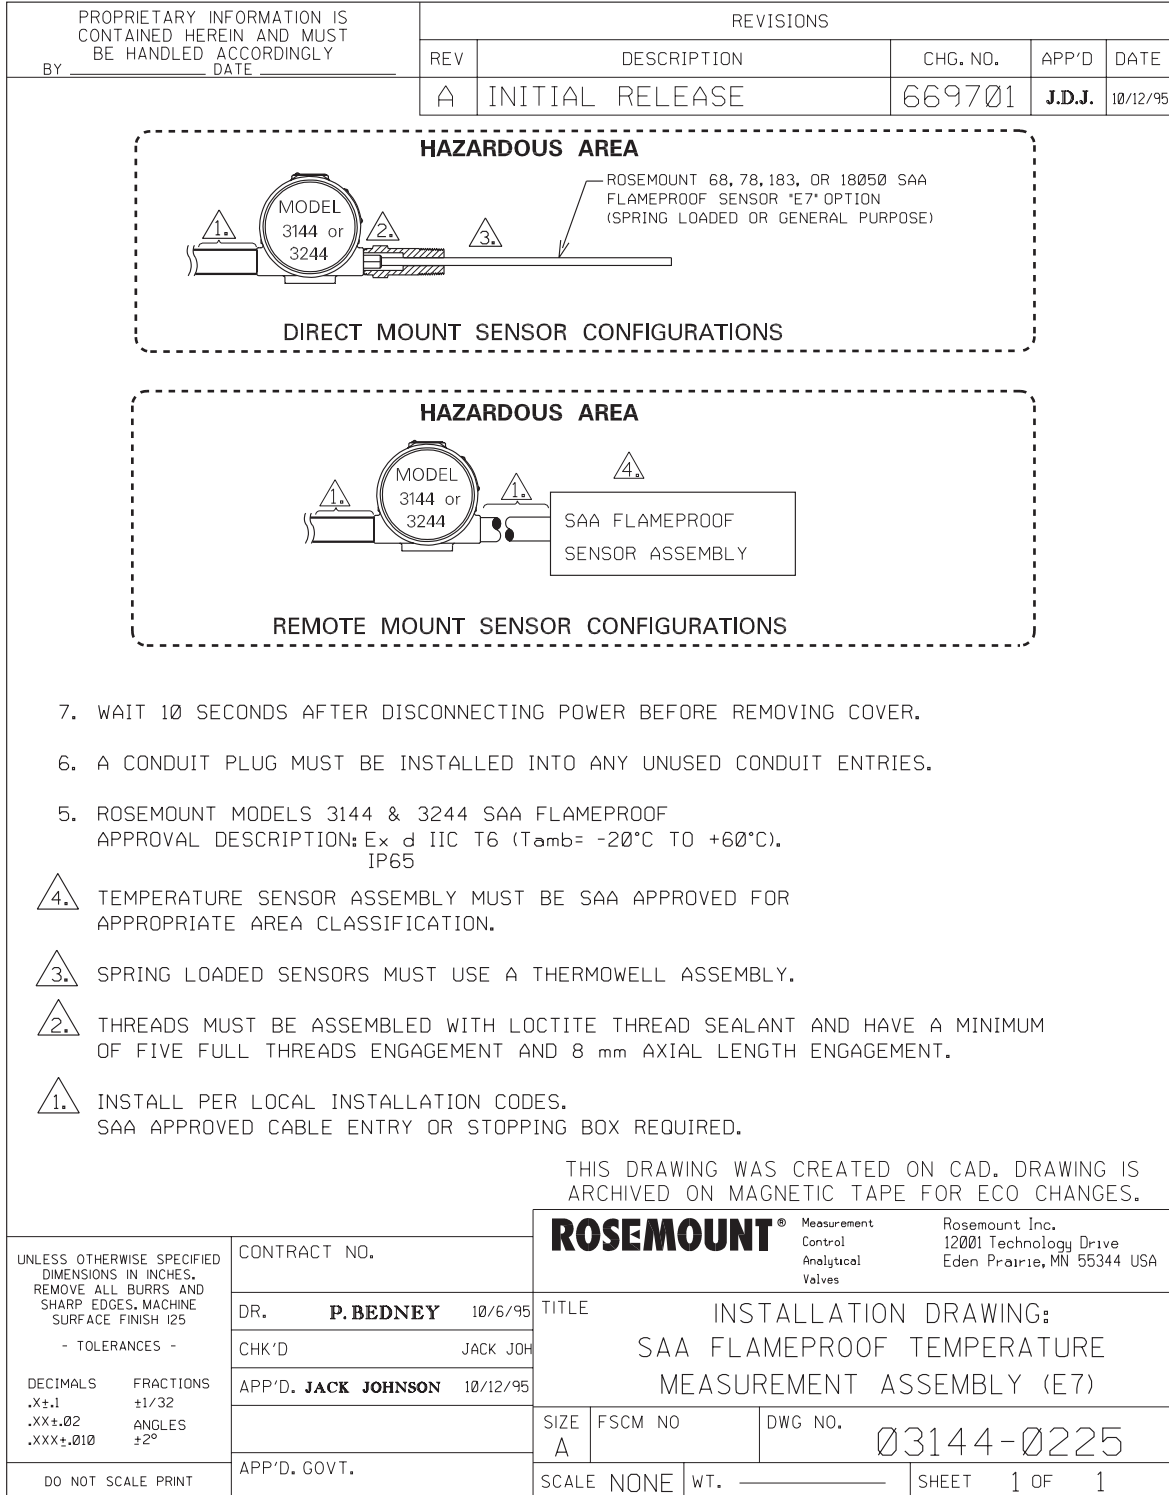 PROPRIETARY INFORMATION IS
CONTAINED HEREIN AND MUST
BE HANDLED ACCORDINGLY
BY DATE
REVISIONS
REV DESCRIPTION CHG. NO. APP'D DATE
A INITIAL RELEASE 669701 J.D.J. 10/12/95
HAZARDOUS AREA
ROSEMOUNT 68, 78, 183, OR 18050 SAA
FLAMEPROOF SENSOR "E7" OPTION
(SPRING LOADED OR GENERAL PURPOSE)
MODEL
3144 or
3244
1.
2.
3.
DIRECT MOUNT SENSOR CONFIGURATIONS
HAZARDOUS AREA
MODEL
3144 or
3244
1.
1.
4.
SAA FLAMEPROOF
SENSOR ASSEMBLY
REMOTE MOUNT SENSOR CONFIGURATIONS
7. WAIT 10 SECONDS AFTER DISCONNECTING POWER BEFORE REMOVING COVER.
6. A CONDUIT PLUG MUST BE INSTALLED INTO ANY UNUSED CONDUIT ENTRIES.
5. ROSEMOUNT MODELS 3144 & 3244 SAA FLAMEPROOF
APPROVAL DESCRIPTION: Ex d IIC T6 (Tamb= -20°C TO +60°C).
IP65
4. TEMPERATURE SENSOR ASSEMBLY MUST BE SAA APPROVED FOR
APPROPRIATE AREA CLASSIFICATION.
3. SPRING LOADED SENSORS MUST USE A THERMOWELL ASSEMBLY.
2. THREADS MUST BE ASSEMBLED WITH LOCTITE THREAD SEALANT AND HAVE A MINIMUM
OF FIVE FULL THREADS ENGAGEMENT AND 8 mm AXIAL LENGTH ENGAGEMENT.
1. INSTALL PER LOCAL INSTALLATION CODES.
SAA APPROVED CABLE ENTRY OR STOPPING BOX REQUIRED.
THIS DRAWING WAS CREATED ON CAD. DRAWING IS
ARCHIVED ON MAGNETIC TAPE FOR ECO CHANGES.
UNLESS OTHERWISE SPECIFIED
DIMENSIONS IN INCHES.
REMOVE ALL BURRS AND
SHARP EDGES. MACHINE
SURFACE FINISH 125
- TOLERANCES -
DECIMALS FRACTIONS
.X±.1 ±1/32
.XX±.02 ANGLES
.XXX±.010 ±2°
DO NOT SCALE PRINT
CONTRACT NO.
DR. P. BEDNEY 10/6/95
CHK'D JACK JOH
APP'D. JACK JOHNSON 10/12/95
APP'D. GOVT.
ROSEMOUNT®
Measurement
Control
Analytical
Valves
Rosemount Inc.
12001 Technology Drive
Eden Prairie, MN 55344 USA
TITLE INSTALLATION DRAWING:
SAA FLAMEPROOF TEMPERATURE
MEASUREMENT ASSEMBLY (E7)
SIZE A
FSCM NO
DWG NO. 03144-0225
SCALE NONE WT. SHEET 1 OF 1